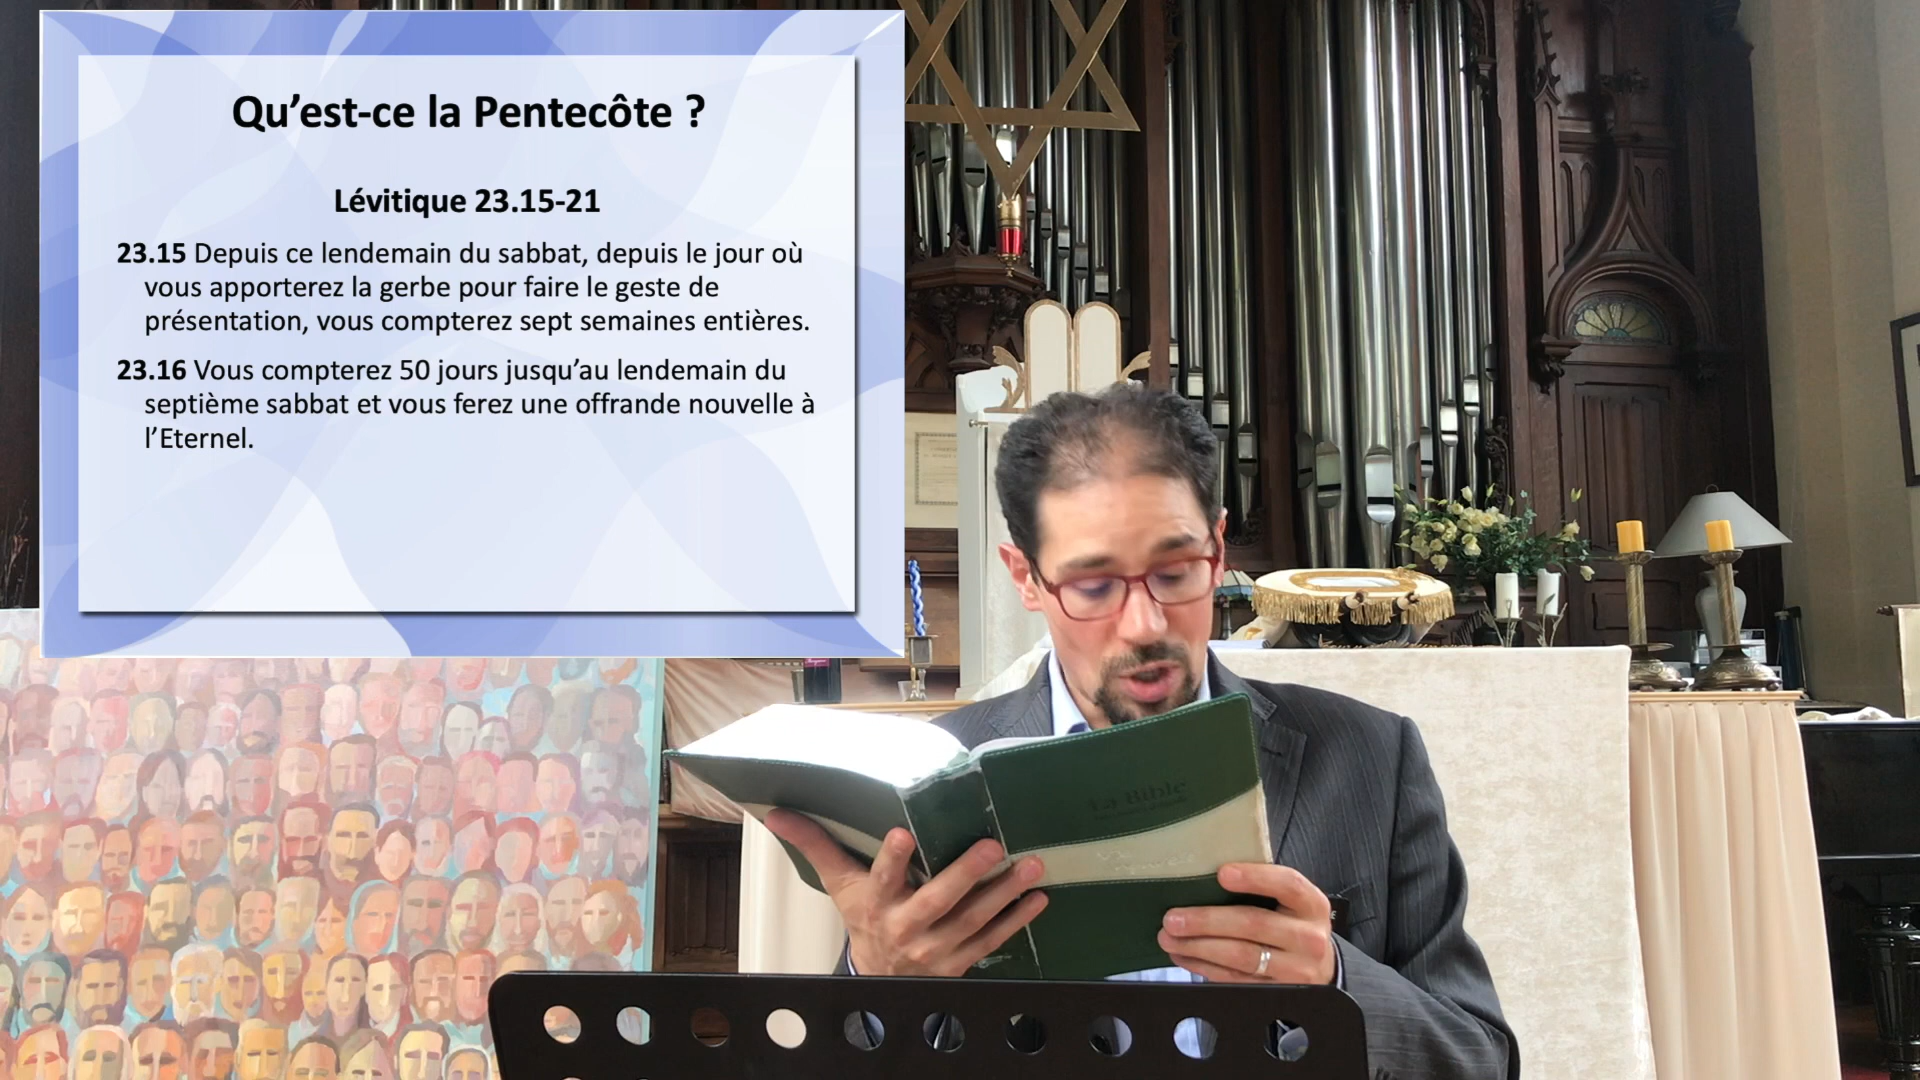 Qu’est-ce la Pentecôte ?
Lévitique 23.15-21
23.15 Depuis ce lendemain du sabbat, depuis le jour où
vous apporterez la gerbe pour faire le geste de
présentation, vous compterez sept semaines entières.
23.16 Vous compterez 50 jours jusqu’au lendemain du
septième sabbat et vous ferez une offrande nouvelle à
l’Eternel.
La Bible